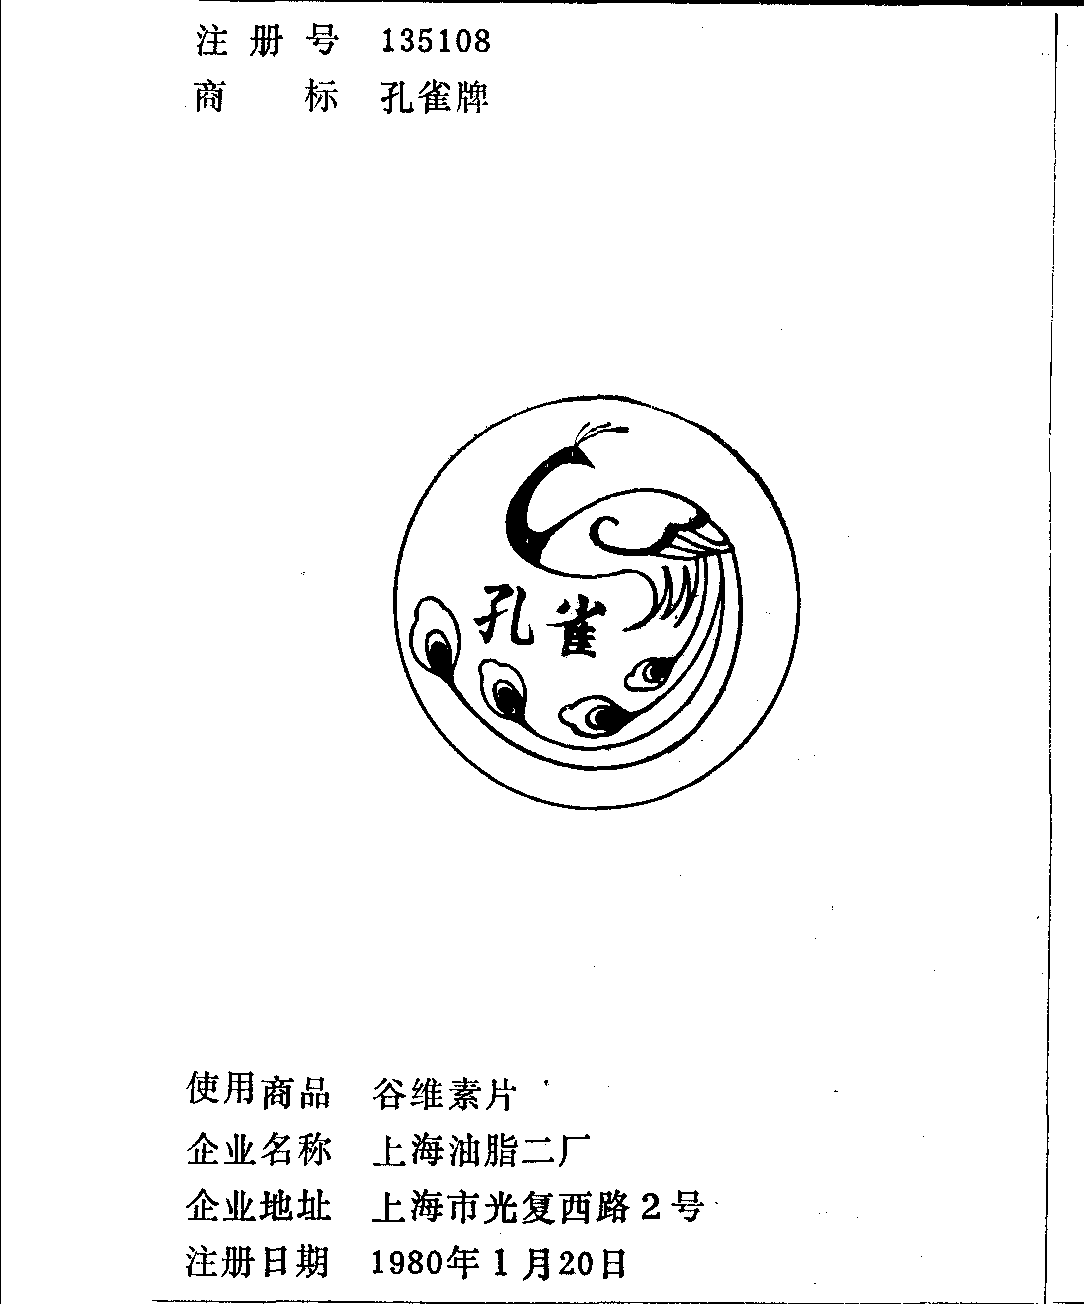 注册号 135108
商标 孔雀牌
孔雀
使用商品 谷维素片
企业名称 上海油脂二厂
企业地址 上海市光复西路2号
注册日期 1980年1月20日